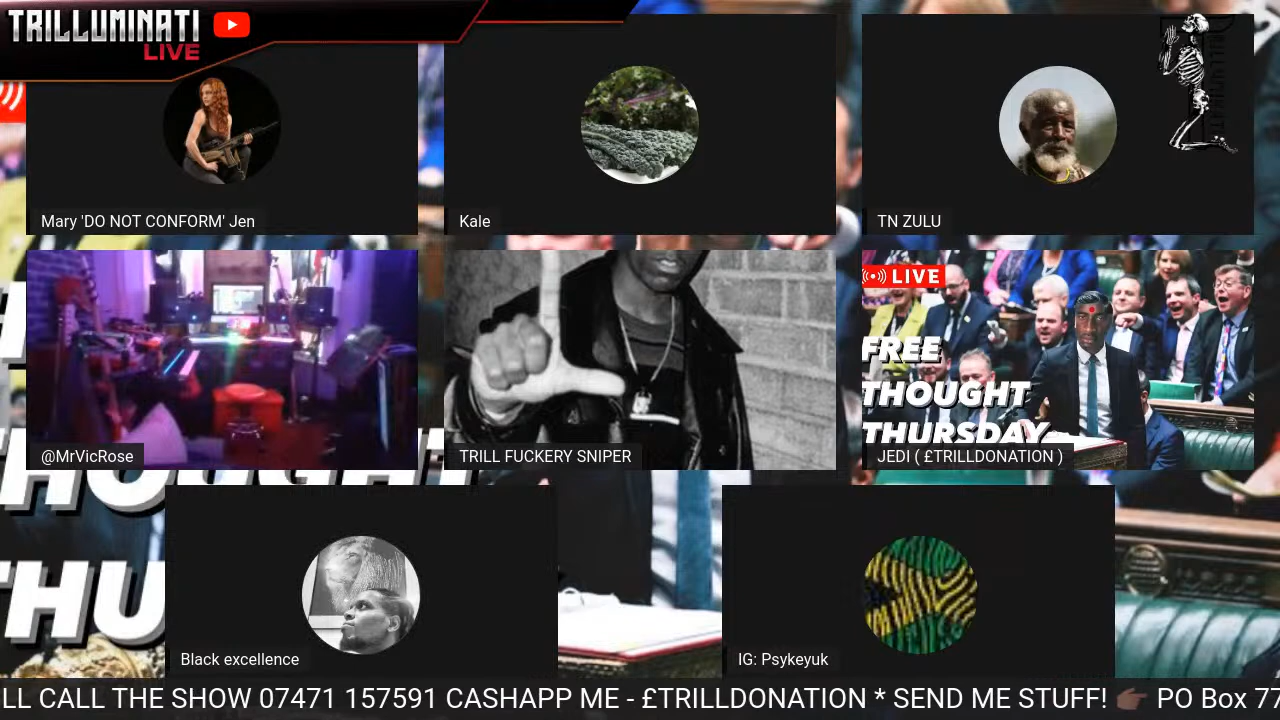 TRILLUMINATI
LIVE
Mary 'DO NOT CONFORM' Jen
Kale
TN ZULU
LIVE
FREE
THOUGHT
THURSDAY
@MrVicRose
TRILL FUCKERY SNIPER
JEDI ( £TRILLDONATION )
THOUGHT
THU
Black excellence
IG: Psykeyuk
LL CALL THE SHOW 07471 157591 CASHAPP ME - £TRILLDONATION * SEND ME STUFF! 👉🏿 PO Box 77